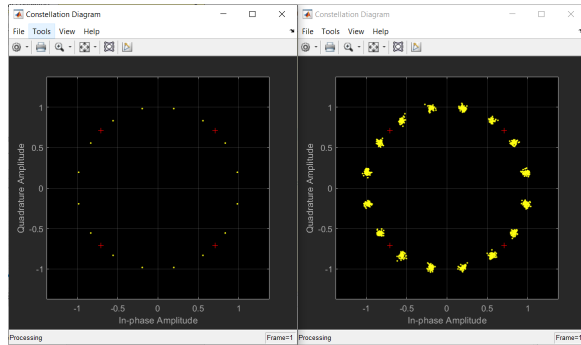 Constellation Diagram
File Tools View Help
1
0.5
0
-0.5
-1
Quadrature Amplitude
-1 -0.5 0 0.5 1
In-phase Amplitude
Processing Frame=1
Constellation Diagram
File Tools View Help
1
0.5
0
-0.5
-1
Quadrature Amplitude
-1 -0.5 0 0.5 1
In-phase Amplitude
Processing Frame=1